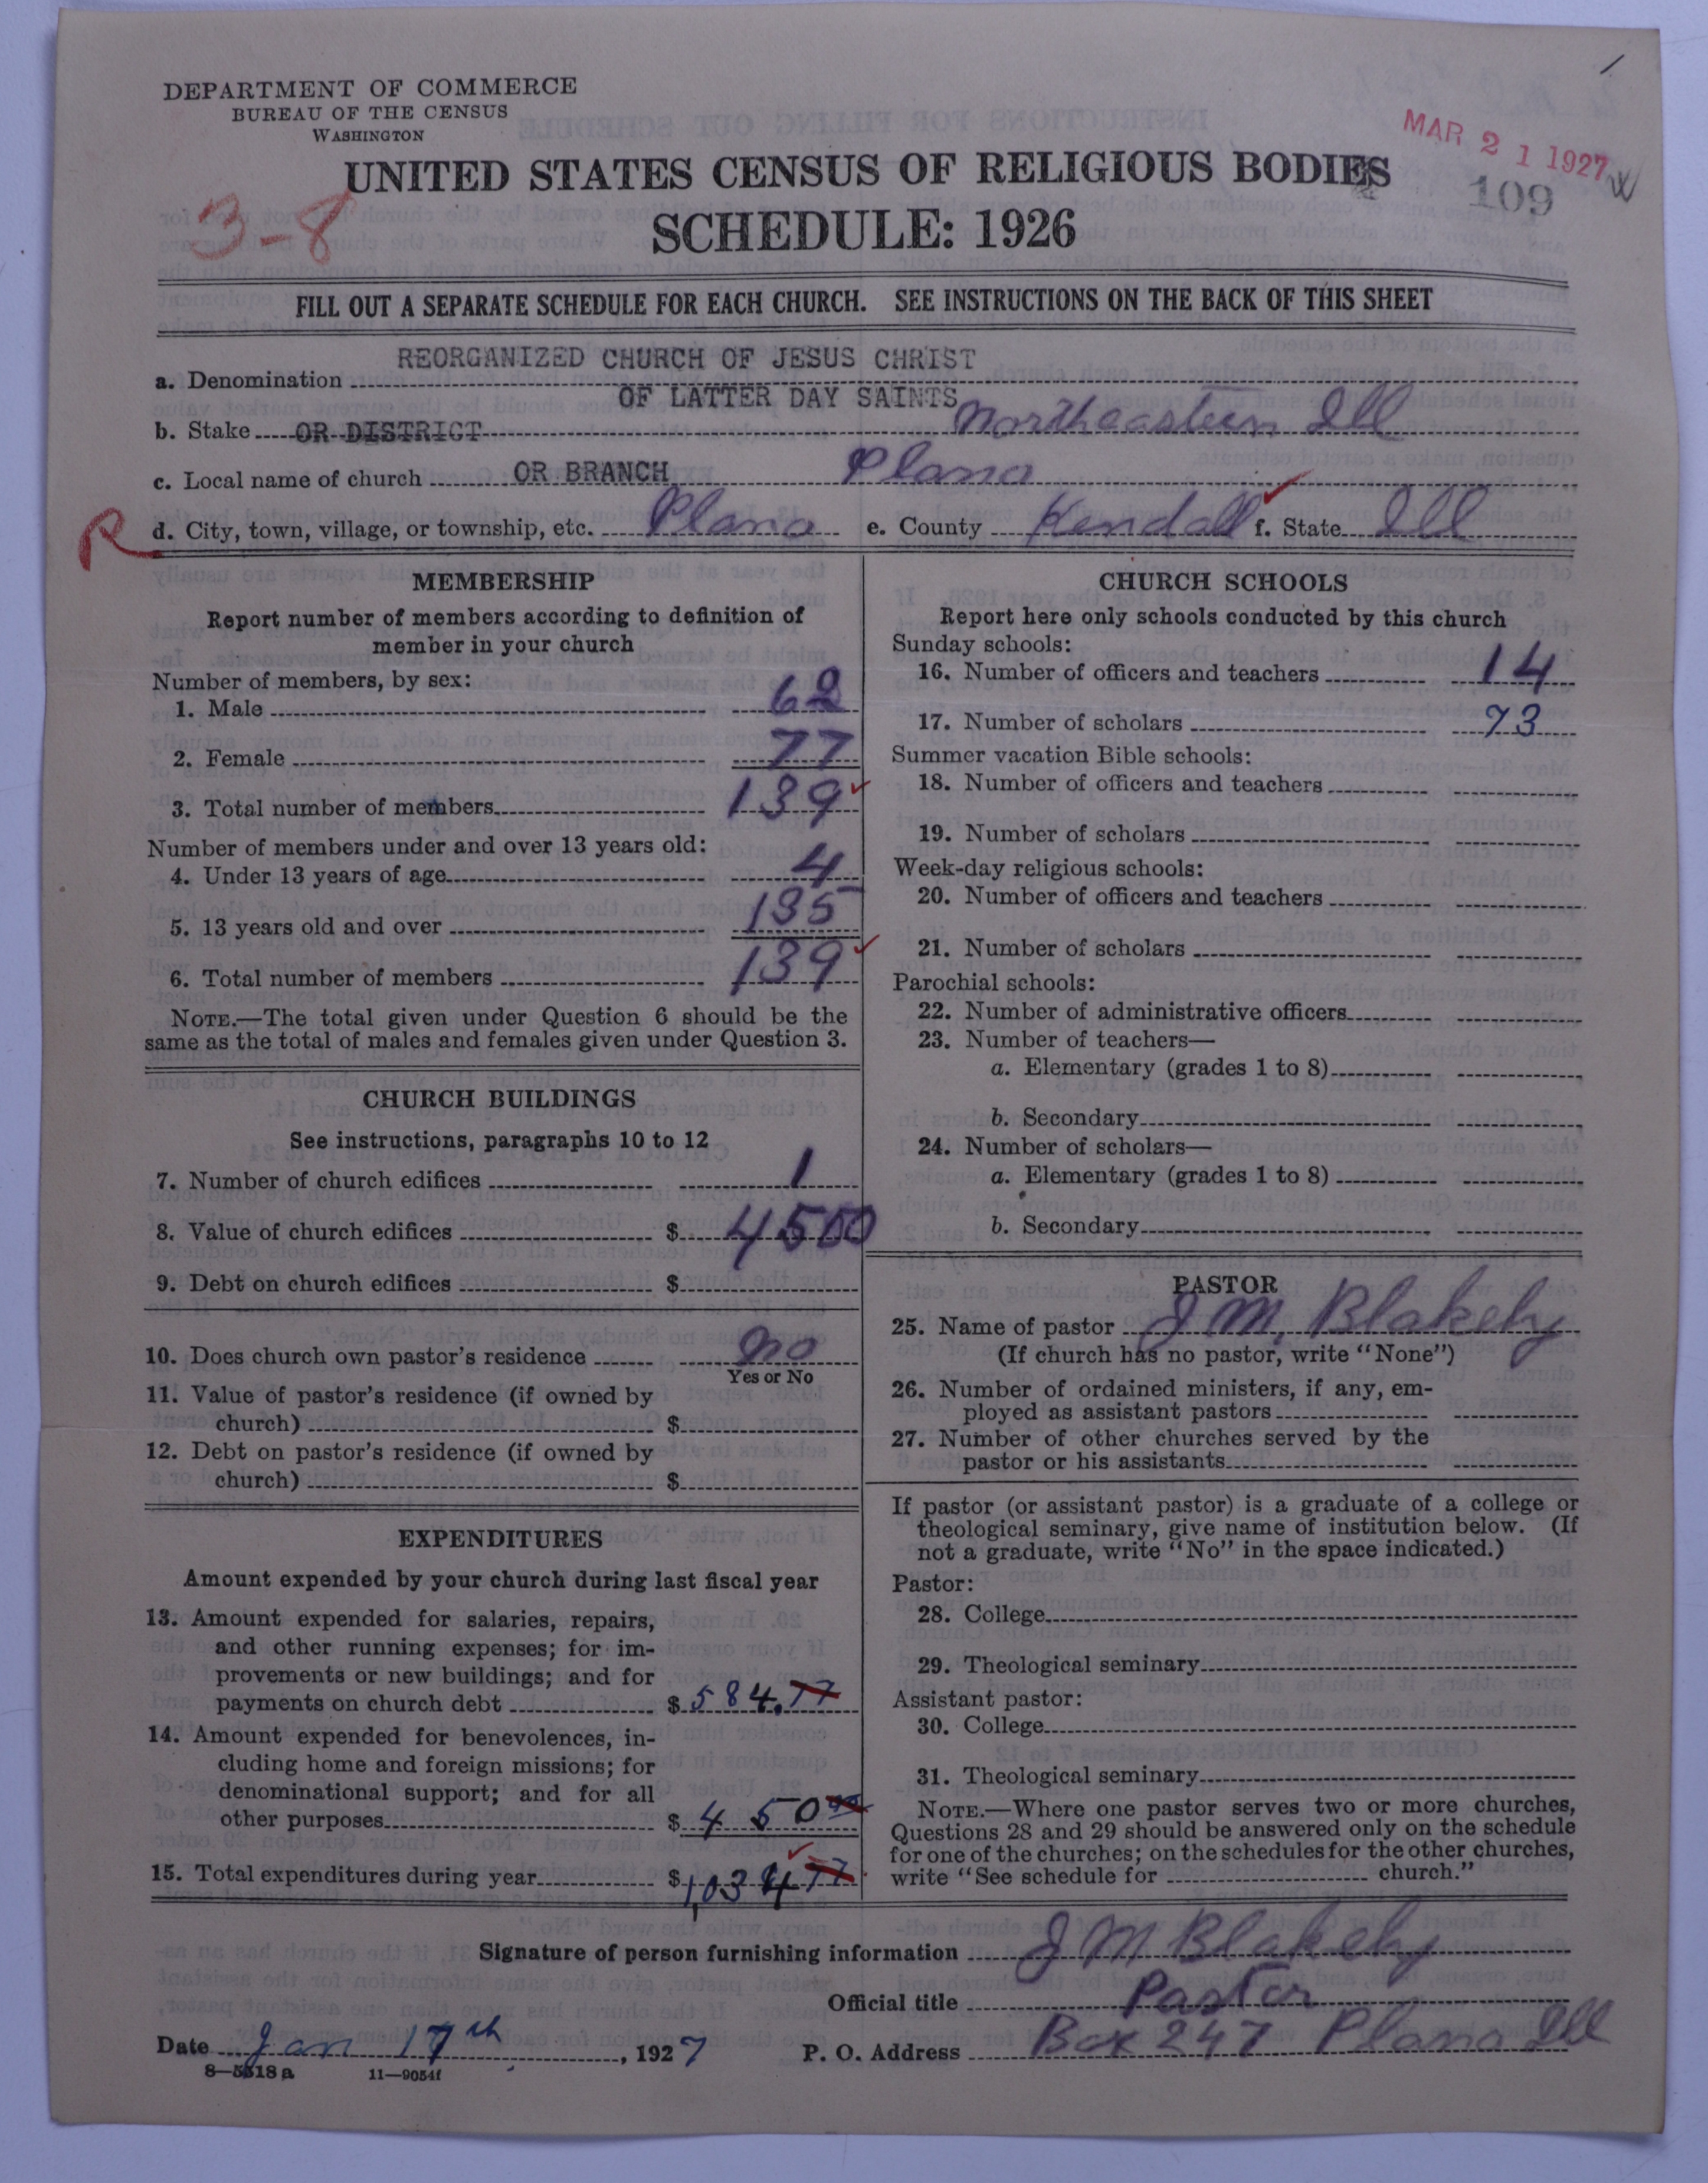 DEPARTMENT OF COMMERCE
BUREAU OF THE CENSUS
WASHINGTON
UNITED STATES CENSUS OF RELIGIOUS BODIES
SCHEDULE: 1926
MAR 21 1927
109
3-8
FILL OUT A SEPARATE SCHEDULE FOR EACH CHURCH. SEE INSTRUCTIONS ON THE BACK OF THIS SHEET
REORGANIZED CHURCH OF JESUS CHRIST
a. Denomination
OF LATTER DAY SAINTS
b. Stake OR DISTRICT Northeastern Ill
c. Local name of church OR BRANCH Plano
R d. City, town, village, or township, etc. Plano e. County Kendall f. State Ill
MEMBERSHIP
Report number of members according to definition of
member in your church
Number of members, by sex:
1. Male 62
2. Female 77
3. Total number of members 139
Number of members under and over 13 years old:
4. Under 13 years of age 4
5. 13 years old and over 135
6. Total number of members 139
NOTE.—The total given under Question 6 should be the
same as the total of males and females given under Question 3.
CHURCH BUILDINGS
See instructions, paragraphs 10 to 12
7. Number of church edifices 1
8. Value of church edifices $ 4500
9. Debt on church edifices $
10. Does church own pastor's residence no
Yes or No
11. Value of pastor's residence (if owned by
church) $
12. Debt on pastor's residence (if owned by
church) $
EXPENDITURES
Amount expended by your church during last fiscal year
13. Amount expended for salaries, repairs,
and other running expenses; for im-
provements or new buildings; and for
payments on church debt $ 584.77
14. Amount expended for benevolences, in-
cluding home and foreign missions; for
denominational support; and for all
other purposes $ 450 00
15. Total expenditures during year $ 1,034 77
CHURCH SCHOOLS
Report here only schools conducted by this church
Sunday schools:
16. Number of officers and teachers 14
17. Number of scholars 73
Summer vacation Bible schools:
18. Number of officers and teachers
19. Number of scholars
Week-day religious schools:
20. Number of officers and teachers
21. Number of scholars
Parochial schools:
22. Number of administrative officers
23. Number of teachers—
a. Elementary (grades 1 to 8)
b. Secondary
24. Number of scholars—
a. Elementary (grades 1 to 8)
b. Secondary
PASTOR
25. Name of pastor J M. Blakely
(If church has no pastor, write "None")
26. Number of ordained ministers, if any, em-
ployed as assistant pastors
27. Number of other churches served by the
pastor or his assistants
If pastor (or assistant pastor) is a graduate of a college or
theological seminary, give name of institution below. (If
not a graduate, write "No" in the space indicated.)
Pastor:
28. College
29. Theological seminary
Assistant pastor:
30. College
31. Theological seminary
NOTE.—Where one pastor serves two or more churches,
Questions 28 and 29 should be answered only on the schedule
for one of the churches; on the schedules for the other churches,
write "See schedule for church."
Signature of person furnishing information J M Blakely
Official title Pastor
Date Jan 17th, 1927 P. O. Address Box 247 Plano Ill
8—5518a 11—9054f